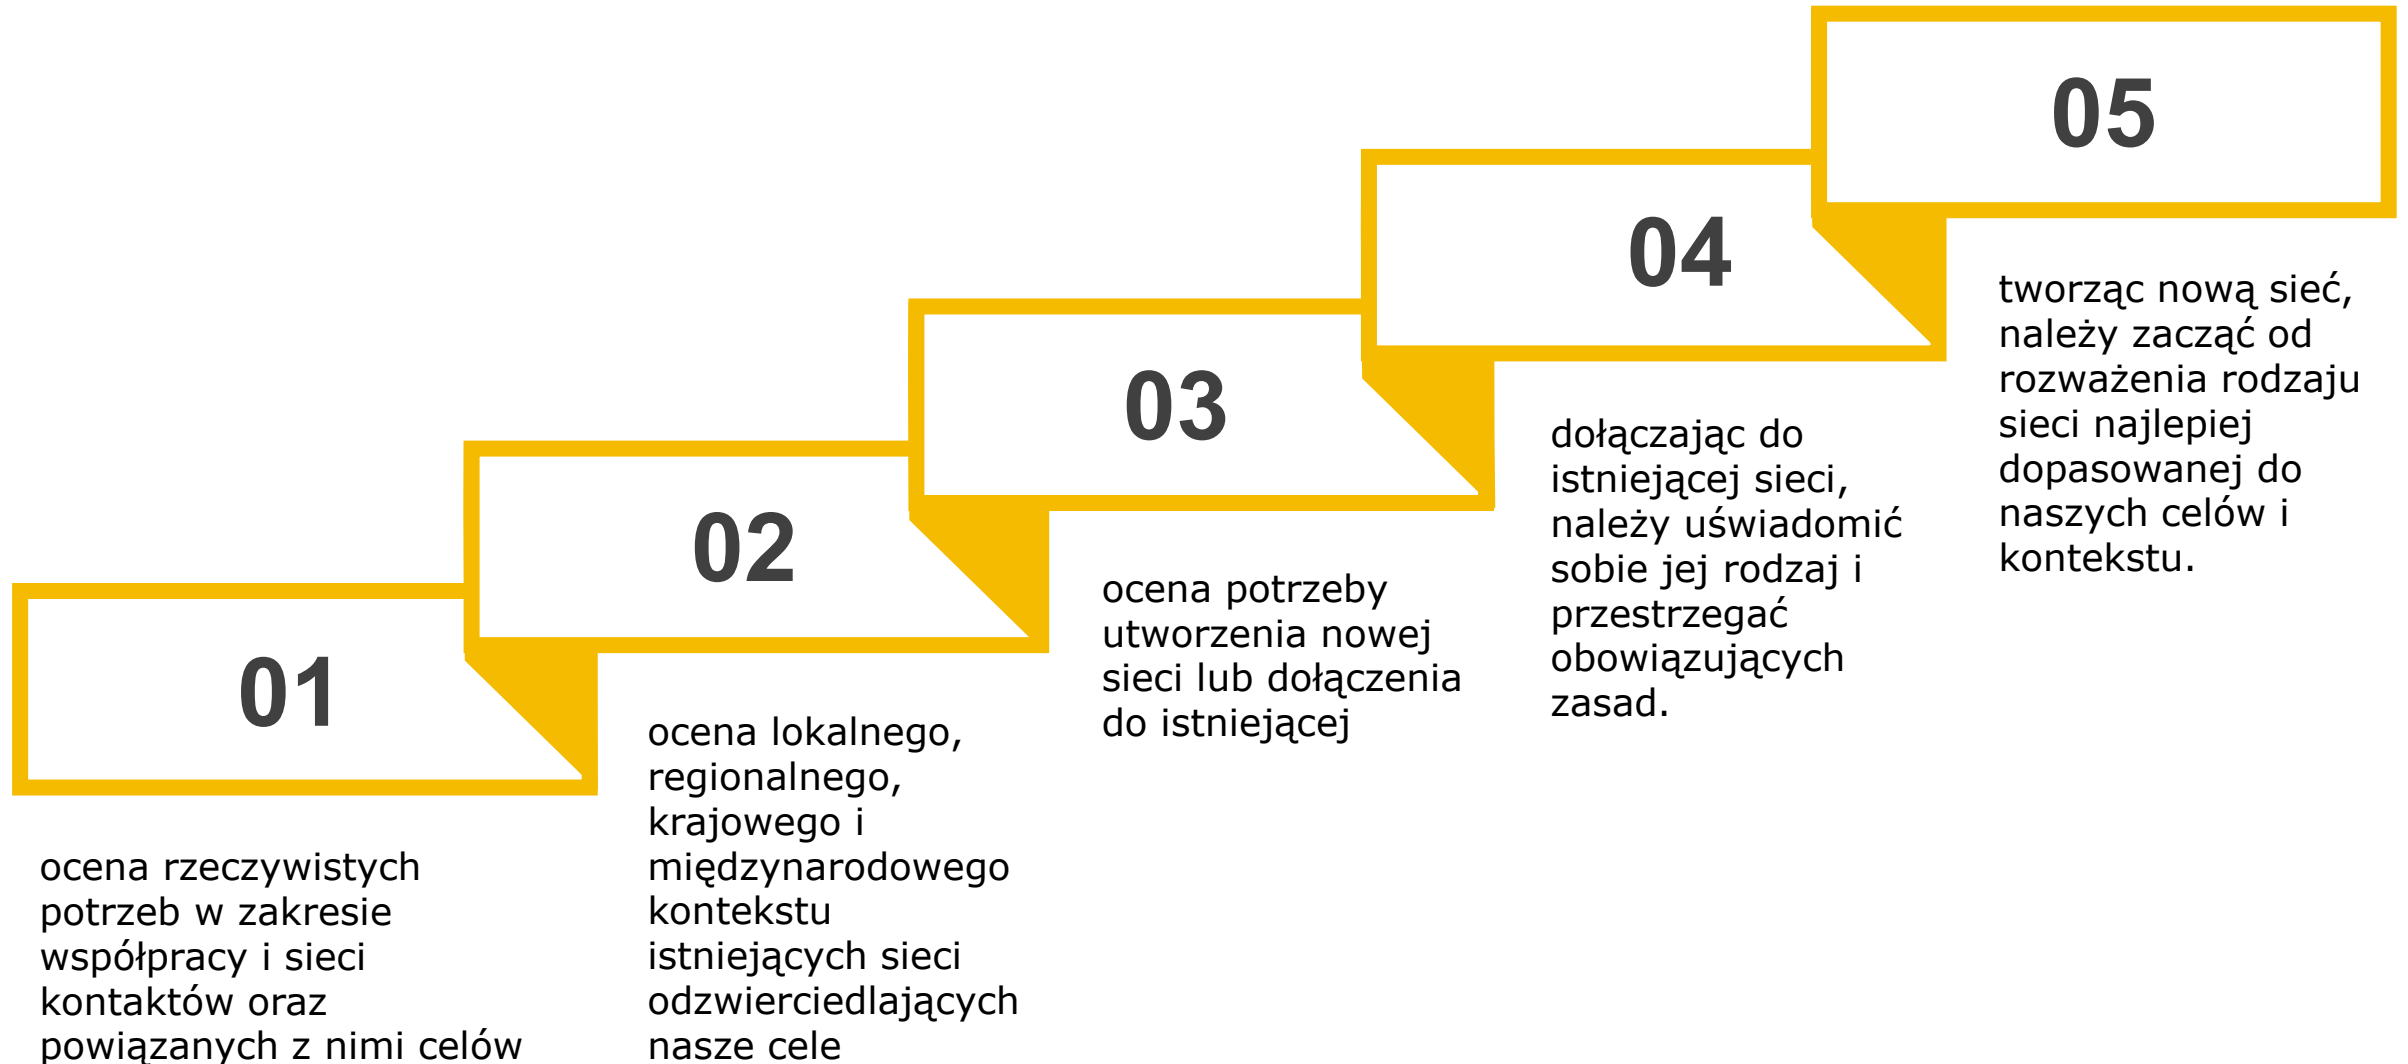 01
ocena rzeczywistych
potrzeb w zakresie
współpracy i sieci
kontaktów oraz
powiązanych z nimi celów
02
ocena lokalnego,
regionalnego,
krajowego i
międzynarodowego
kontekstu
istniejących sieci
odzwierciedlających
nasze cele
03
ocena potrzeby
utworzenia nowej
sieci lub dołączenia
do istniejącej
04
dołączając do
istniejącej sieci,
należy uświadomić
sobie jej rodzaj i
przestrzegać
obowiązujących
zasad.
05
tworząc nową sieć,
należy zacząć od
rozważenia rodzaju
sieci najlepiej
dopasowanej do
naszych celów i
kontekstu.